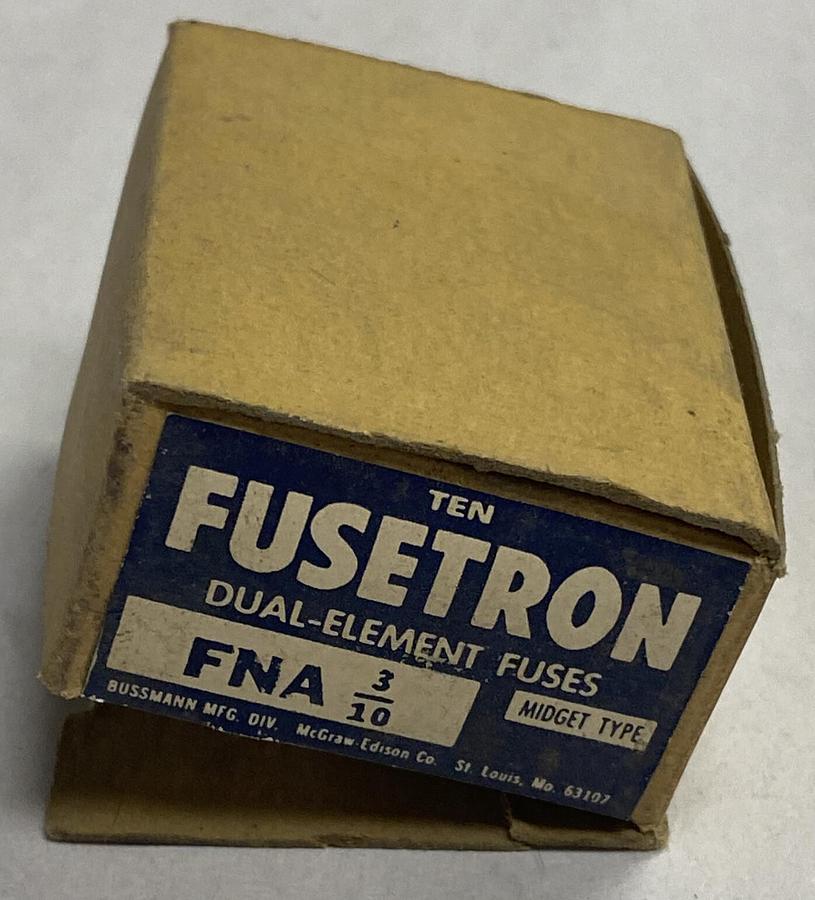 TEN
FUSETRON
DUAL-ELEMENT FUSES
FNA 3/10
MIDGET TYPE
BUSSMANN MFG. DIV. McGraw-Edison Co. St. Louis, Mo. 63107